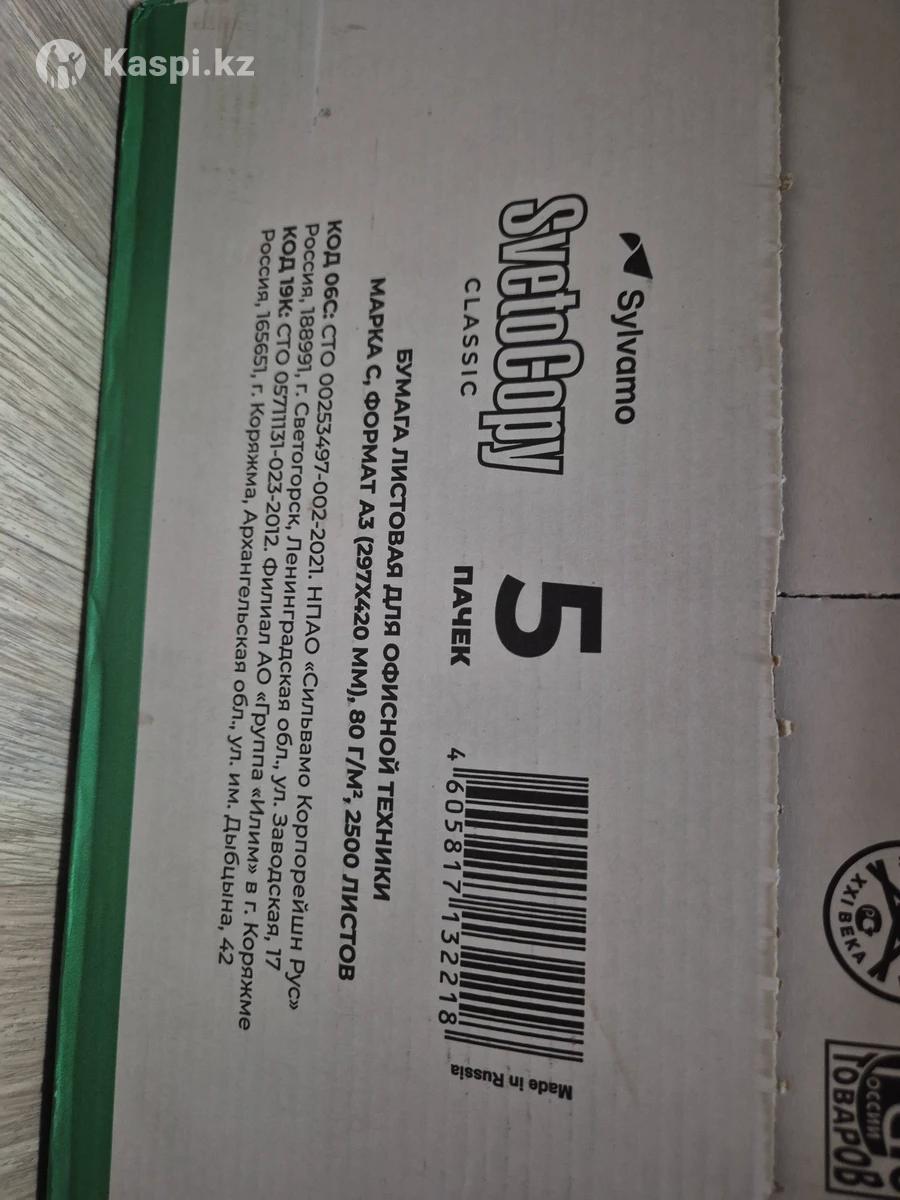 Kaspi.kz
Sylvamo
SvetoCopy
CLASSIC
5
ПАЧЕК
4 605817 132218
Made in Russia
БУМАГА ЛИСТОВАЯ ДЛЯ ОФИСНОЙ ТЕХНИКИ
МАРКА С, ФОРМАТ А3 (297Х420 ММ), 80 Г/М², 2500 ЛИСТОВ
КОД 06С: СТО 00253497-002-2021. НПАО «Сильвамо Корпорейшн Рус»
Россия, 188991, г. Светогорск, Ленинградская обл., ул. Заводская, 17
КОД 19К: СТО 05711131-023-2012. Филиал АО «Группа «Илим» в г. Коряжме
Россия, 165651, г. Коряжма, Архангельская обл., ул. им. Дыбцына, 42
XXI ВЕКА
РОССИИ
ТОВАРОВ